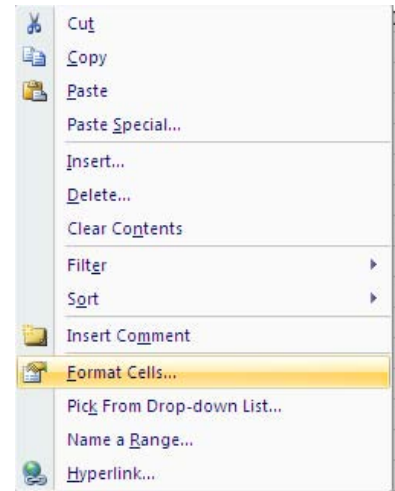 Cut
Copy
Paste
Paste Special...
Insert...
Delete...
Clear Contents
Filter
Sort
Insert Comment
Format Cells...
Pick From Drop-down List...
Name a Range...
Hyperlink...